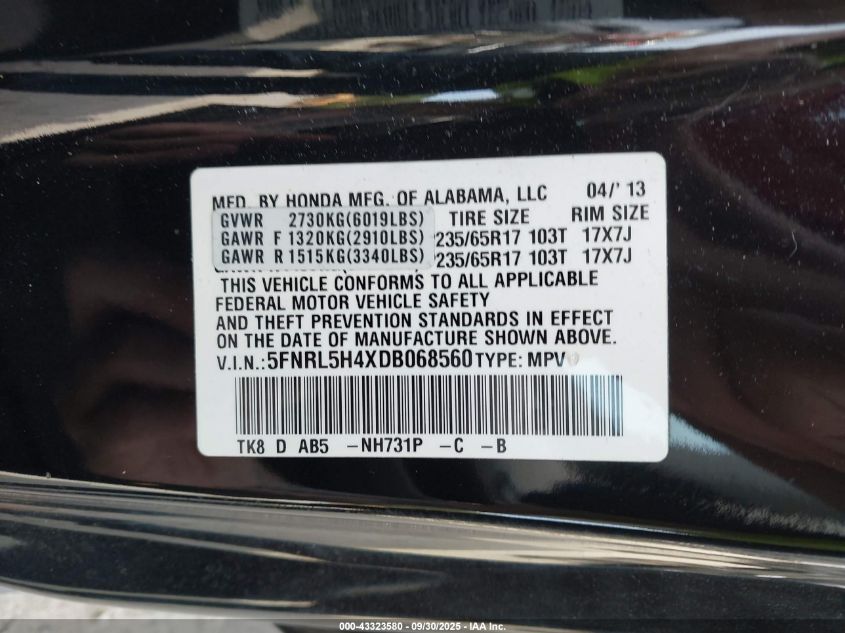 MFD. BY HONDA MFG. OF ALABAMA, LLC 04/'13
GVWR 2730KG(6019LBS) TIRE SIZE RIM SIZE
GAWR F 1320KG(2910LBS) 235/65R17 103T 17X7J
GAWR R 1515KG(3340LBS) 235/65R17 103T 17X7J
THIS VEHICLE CONFORMS TO ALL APPLICABLE
FEDERAL MOTOR VEHICLE SAFETY
AND THEFT PREVENTION STANDARDS IN EFFECT
ON THE DATE OF MANUFACTURE SHOWN ABOVE.
V.I.N.: 5FNRL5H4XDB068560 TYPE: MPV
TK8 D AB5 -NH731P -C -B
000-43323580 - 09/30/2025 - IAA Inc.